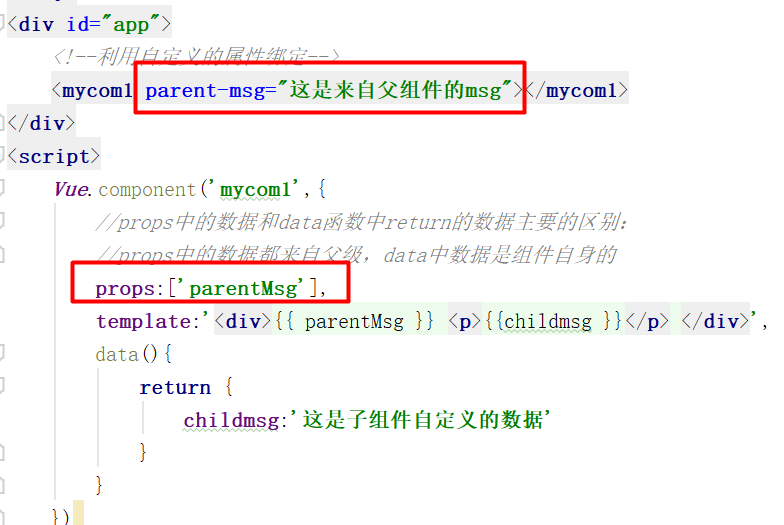 <div id="app">
<!--利用自定义的属性绑定-->
<mycom1 parent-msg="这是来自父组件的msg"></mycom1>
</div>
<script>
Vue.component('mycom1',{
//props中的数据和data函数中return的数据主要的区别：
//props中的数据都来自父级，data中数据是组件自身的
props:['parentMsg'],
template:'<div>{{ parentMsg }} <p>{{childmsg }}</p> </div>',
data(){
return {
childmsg:'这是子组件自定义的数据'
}
}
})